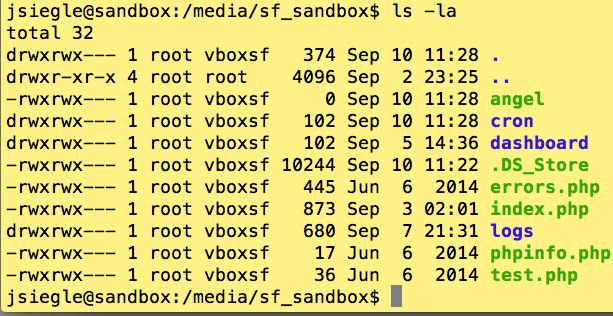 jsiegle@sandbox:/media/sf_sandbox$ ls -la
total 32
drwxrwx--- 1 root vboxsf   374 Sep 10 11:28 .
drwxr-xr-x 4 root root    4096 Sep  2 23:25 ..
-rwxrwx--- 1 root vboxsf     0 Sep 10 11:28 angel
drwxrwx--- 1 root vboxsf   102 Sep 10 11:28 cron
drwxrwx--- 1 root vboxsf   102 Sep  5 14:36 dashboard
-rwxrwx--- 1 root vboxsf 10244 Sep 10 11:22 .DS_Store
-rwxrwx--- 1 root vboxsf   445 Jun  6  2014 errors.php
-rwxrwx--- 1 root vboxsf   873 Sep  3 02:01 index.php
drwxrwx--- 1 root vboxsf   680 Sep  7 21:31 logs
-rwxrwx--- 1 root vboxsf    17 Jun  6  2014 phpinfo.php
-rwxrwx--- 1 root vboxsf    36 Jun  6  2014 test.php
jsiegle@sandbox:/media/sf_sandbox$